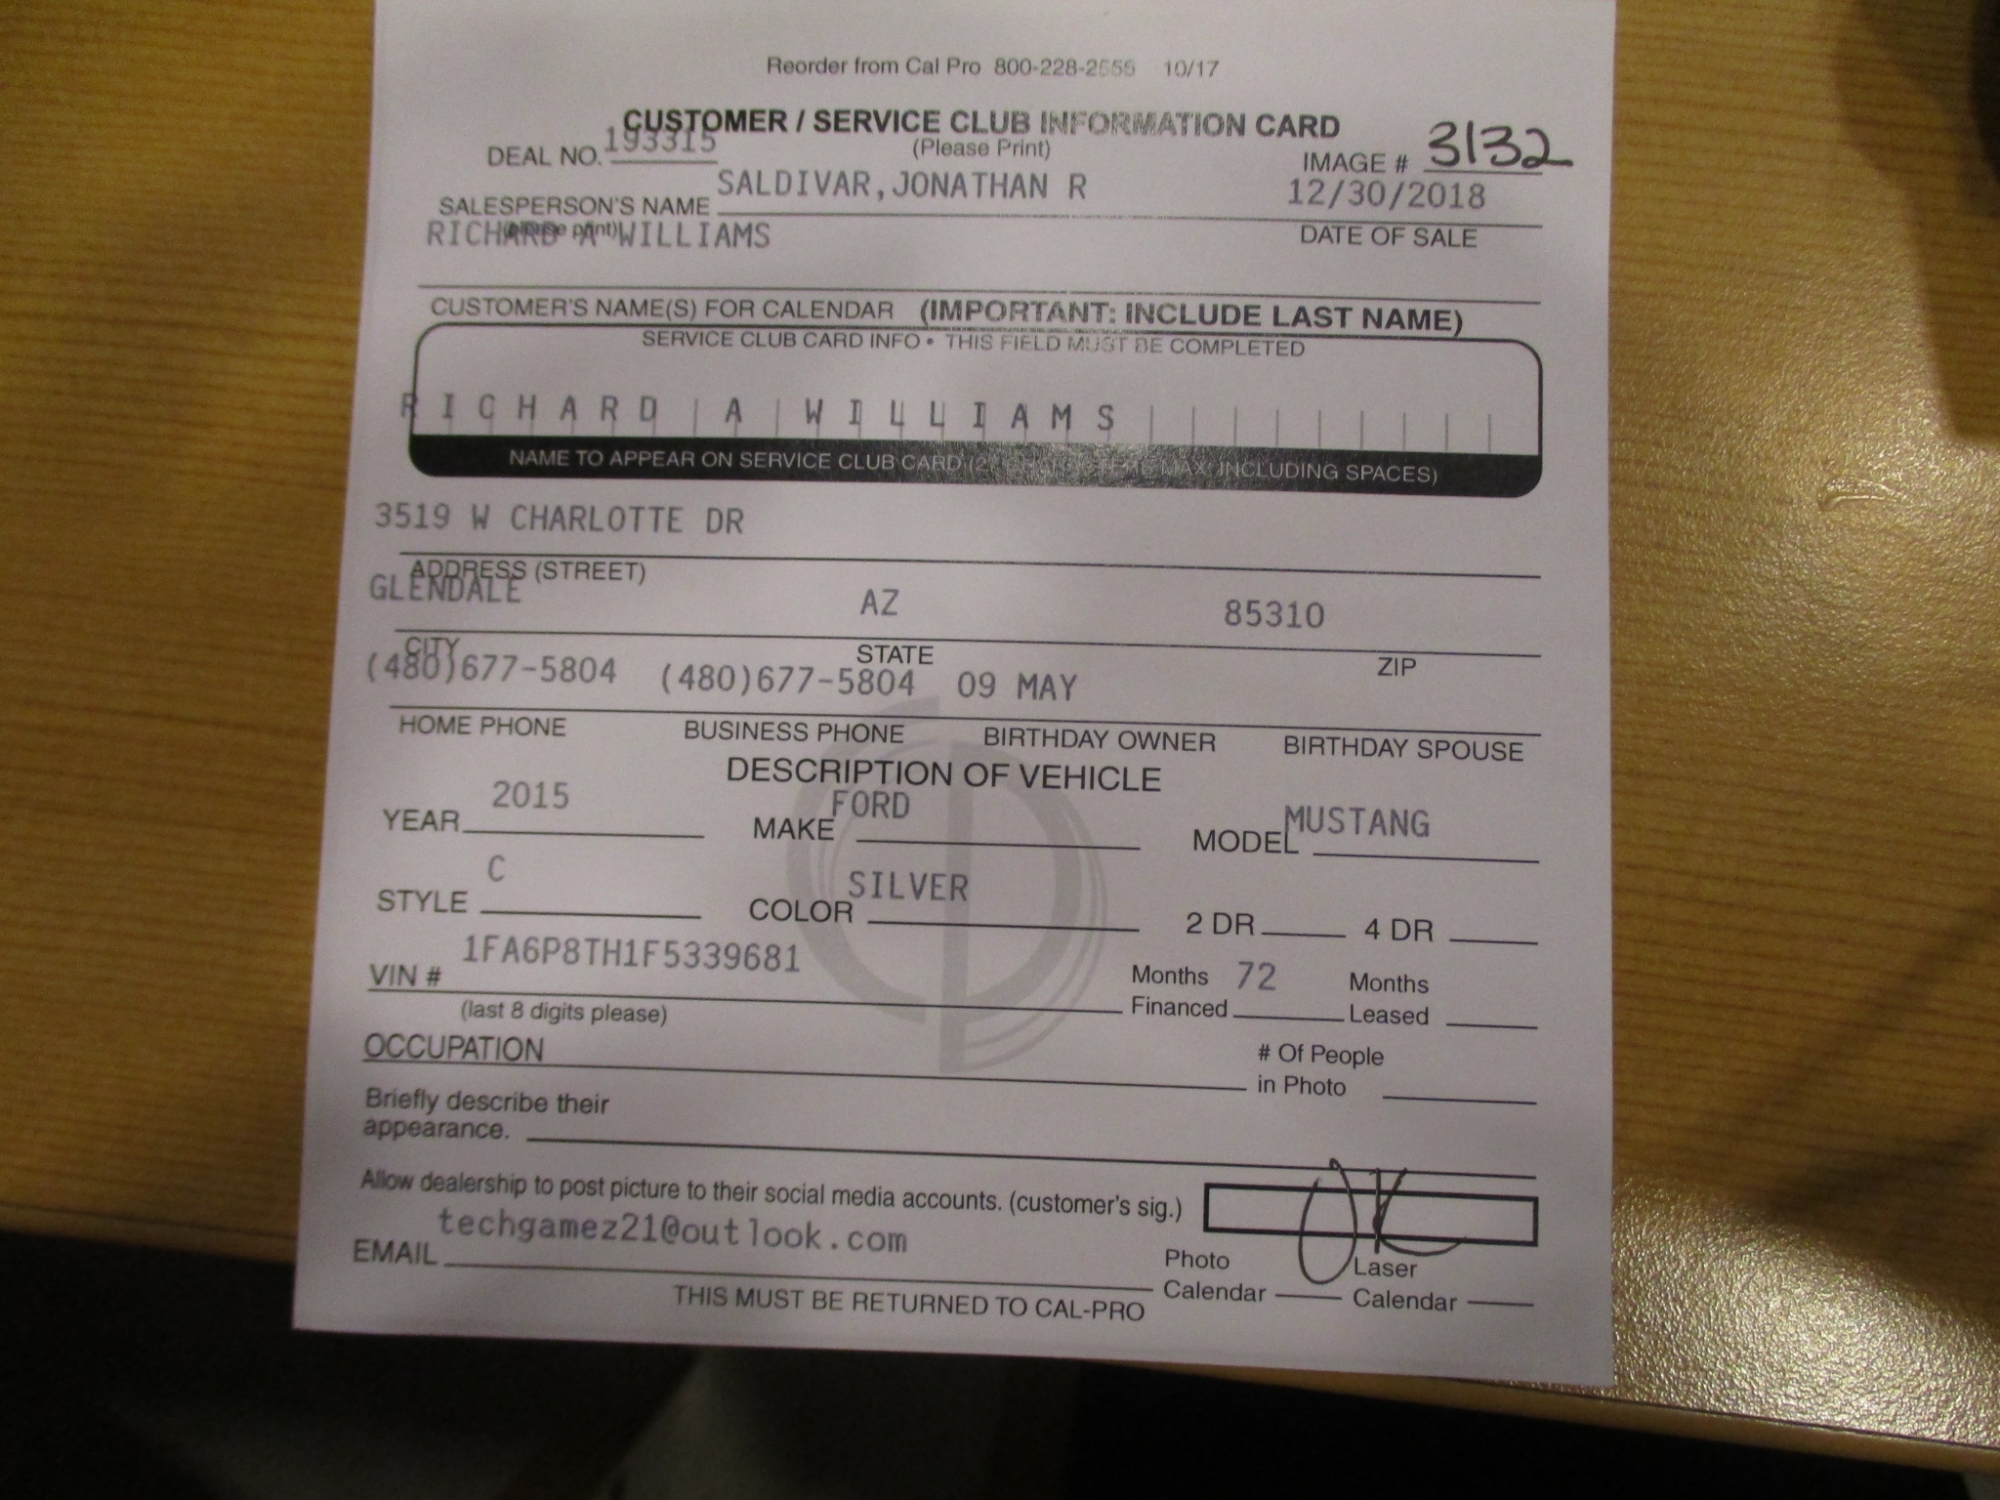 Reorder from Cal Pro 800-228-2556 10/17
CUSTOMER / SERVICE CLUB INFORMATION CARD
(Please Print)
DEAL NO. 193315
IMAGE # 3132
SALESPERSON'S NAME SALDIVAR,JONATHAN R
(please print)
12/30/2018
DATE OF SALE
RICHARD A WILLIAMS
CUSTOMER'S NAME(S) FOR CALENDAR (IMPORTANT: INCLUDE LAST NAME)
SERVICE CLUB CARD INFO • THIS FIELD MUST BE COMPLETED
RICHARD A WILLIAMS
NAME TO APPEAR ON SERVICE CLUB CARD MAX INCLUDING SPACES)
3519 W CHARLOTTE DR
ADDRESS (STREET)
GLENDALE AZ 85310
CITY STATE ZIP
(480)677-5804 (480)677-5804 09 MAY
HOME PHONE BUSINESS PHONE BIRTHDAY OWNER BIRTHDAY SPOUSE
DESCRIPTION OF VEHICLE
YEAR 2015 MAKE FORD MODEL MUSTANG
STYLE C COLOR SILVER 2 DR 4 DR
VIN # 1FA6P8TH1F5339681
(last 8 digits please)
Months Financed 72 Months Leased
OCCUPATION
# Of People in Photo
Briefly describe their
appearance.
Allow dealership to post picture to their social media accounts. (customer's sig.)
EMAIL techgamez21@outlook.com
Photo Calendar Laser Calendar
THIS MUST BE RETURNED TO CAL-PRO